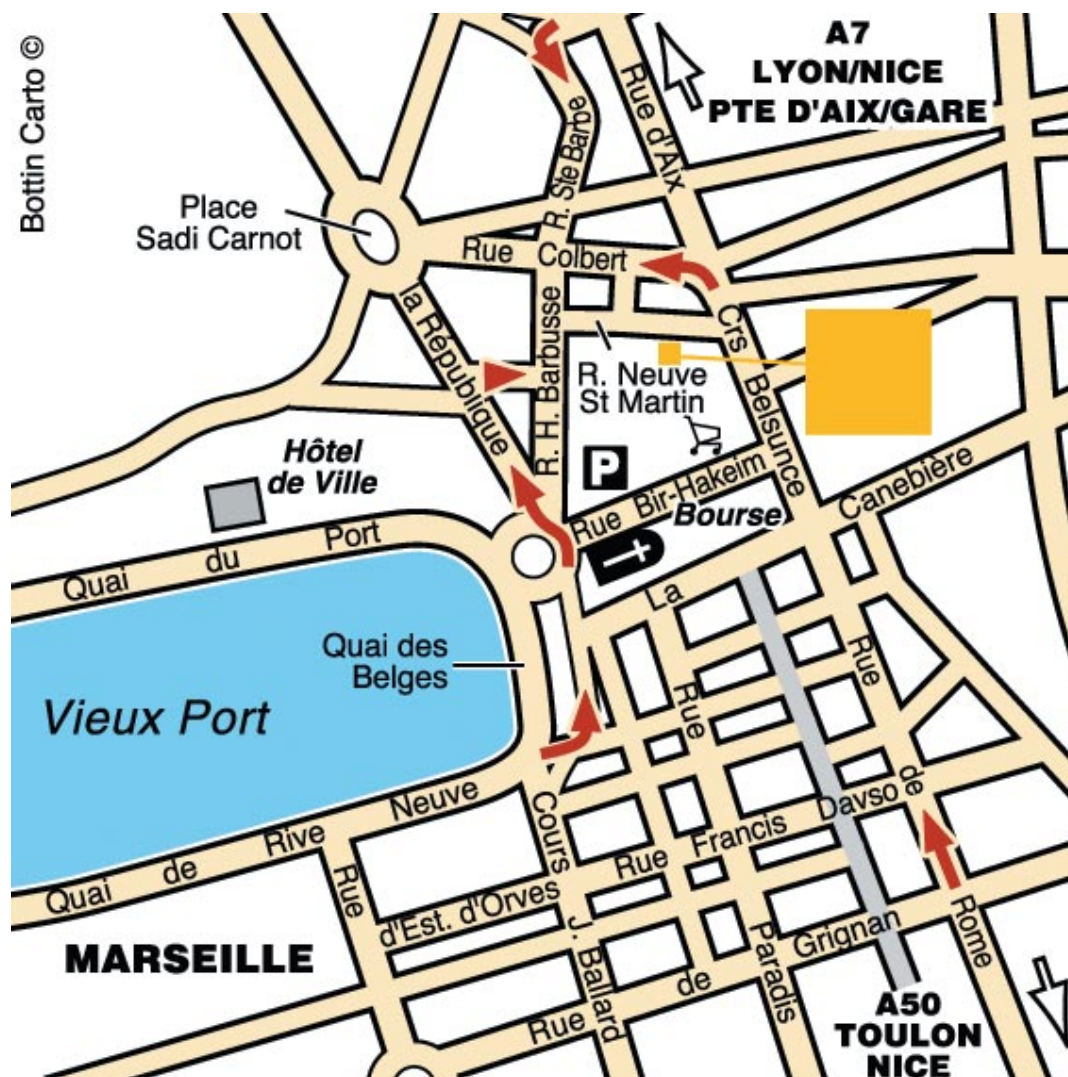 Bottin Carto ©
A7
LYON/NICE
PTE D'AIX/GARE
Rue d'Aix
R. Ste Barbe
Place
Sadi Carnot
Rue Colbert
la République
R. H. Barbusse
Crs Belsunce
R. Neuve
St Martin
Hôtel
de Ville
P
Rue Bir-Hakeim
Bourse
La Canebière
Quai du Port
Quai des
Belges
Vieux Port
Rue Paradis
Rue de Rome
Quai de Rive Neuve
Cours J. Ballard
Rue Francis Davso
Rue
d'Est. d'Orves
MARSEILLE
Rue de Grignan
A50
TOULON
NICE